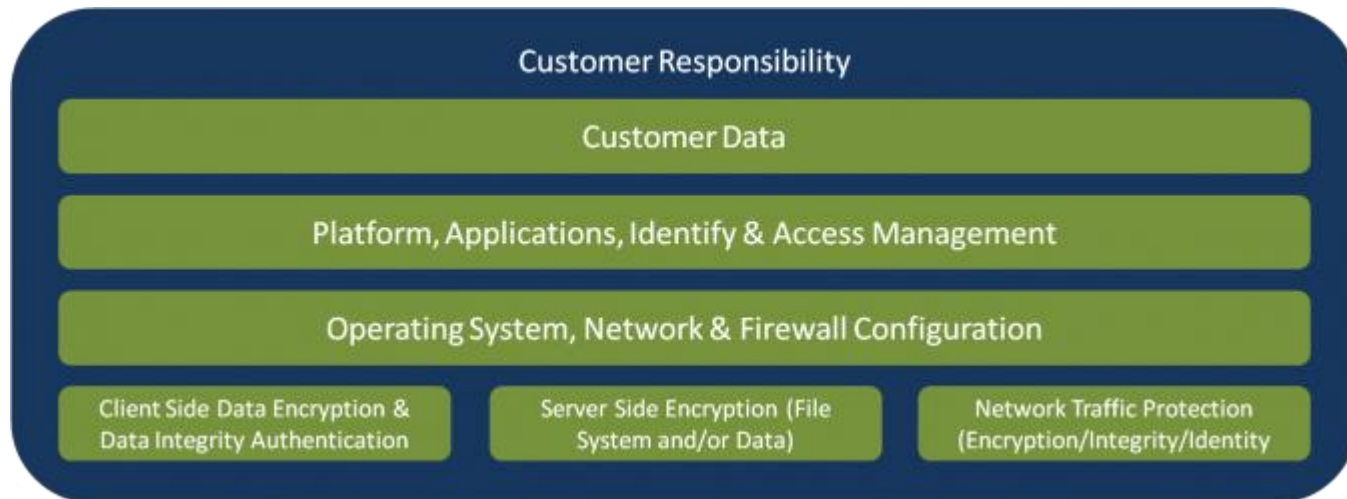 Customer Responsibility
Customer Data
Platform, Applications, Identify & Access Management
Operating System, Network & Firewall Configuration
Client Side Data Encryption &
Data Integrity Authentication
Server Side Encryption (File
System and/or Data)
Network Traffic Protection
(Encryption/Integrity/Identity